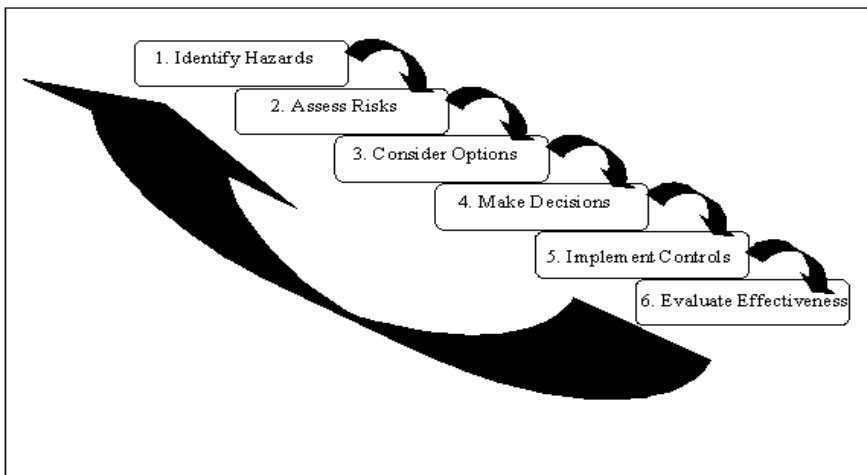 1. Identify Hazards
2. Assess Risks
3. Consider Options
4. Make Decisions
5. Implement Controls
6. Evaluate Effectiveness